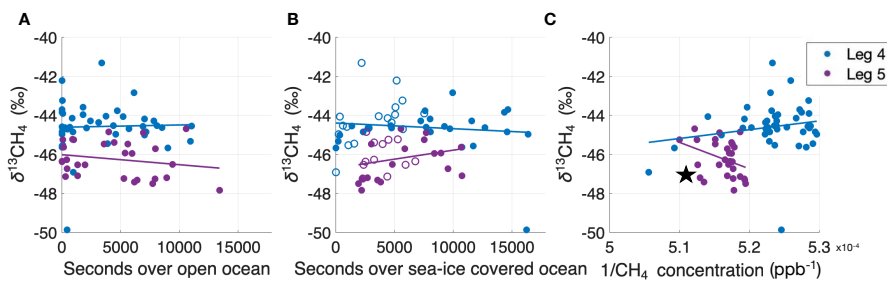 A
B
C
-40
-42
-44
-46
-48
-50
δ¹³CH₄ (‰)
0
5000
10000
15000
Seconds over open ocean
-40
-42
-44
-46
-48
-50
δ¹³CH₄ (‰)
0
5000
10000
15000
Seconds over sea-ice covered ocean
-40
-42
-44
-46
-48
-50
δ¹³CH₄ (‰)
5
5.1
5.2
5.3
x10⁻⁴
1/CH₄ concentration (ppb⁻¹)
Leg 4
Leg 5